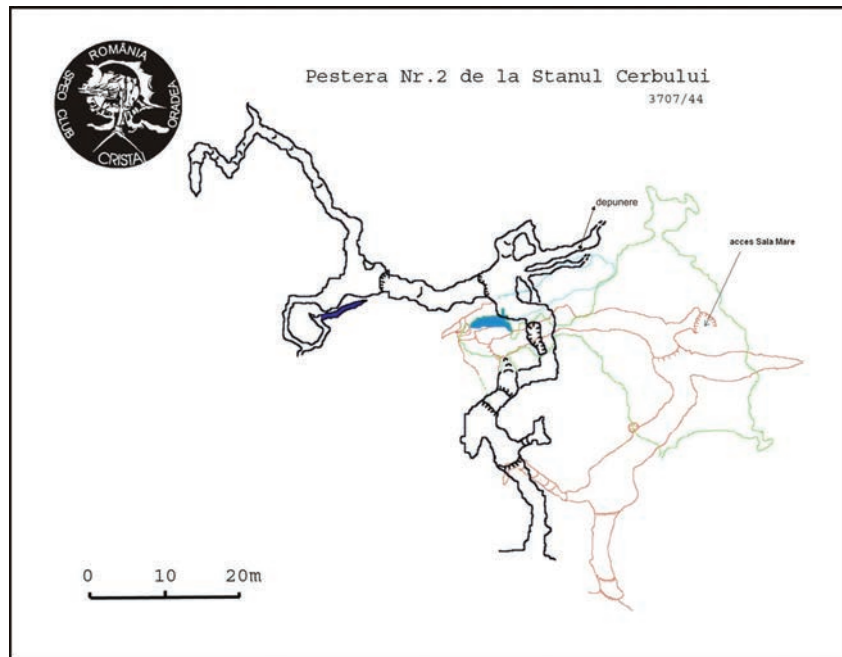 ROMÂNIA
SPEO CLUB
ORADEA
CRISTAL
Pestera Nr.2 de la Stanul Cerbului
3707/44
depunere
acces Sala Mare
0 10 20m